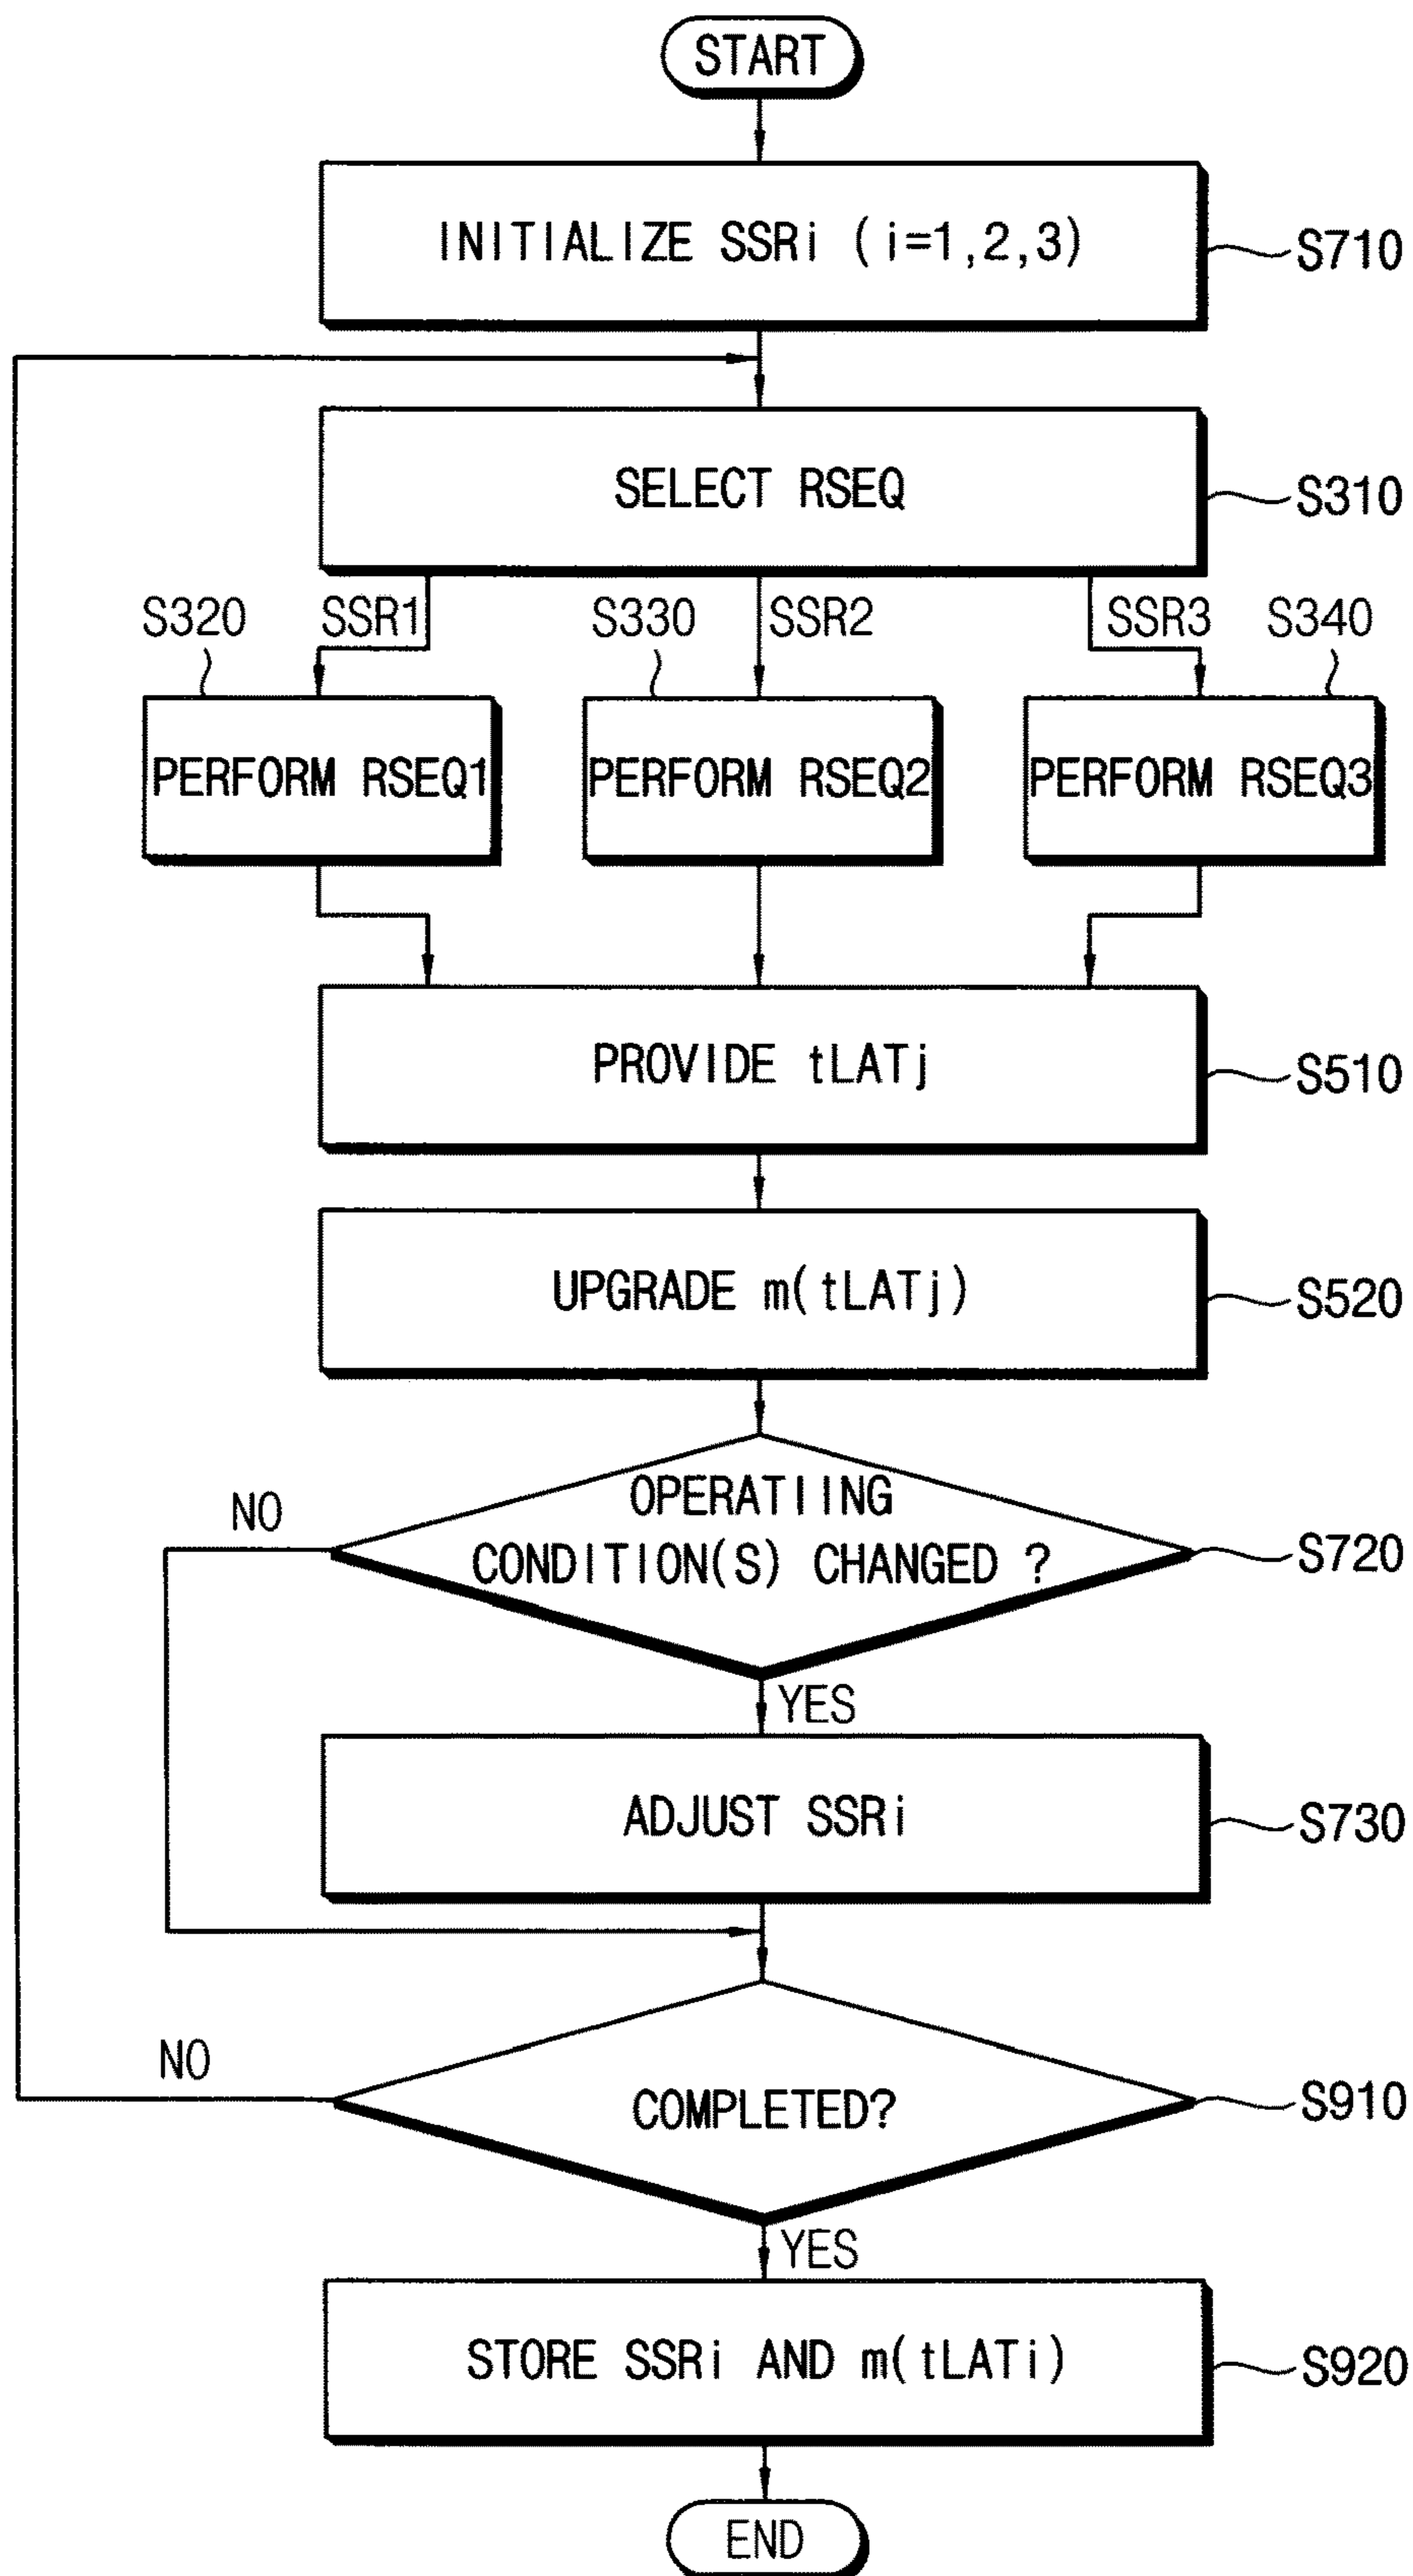 START
INITIALIZE SSRi (i=1,2,3)
S710
SELECT RSEQ
S310
S320 SSR1 S330 SSR2 SSR3 S340
PERFORM RSEQ1 PERFORM RSEQ2 PERFORM RSEQ3
PROVIDE tLATj
S510
UPGRADE m(tLATj)
S520
OPERATIING
NO
CONDITION(S) CHANGED ?
S720
YES
ADJUST SSRi
S730
NO
COMPLETED?
S910
YES
STORE SSRi AND m(tLATi)
S920
END